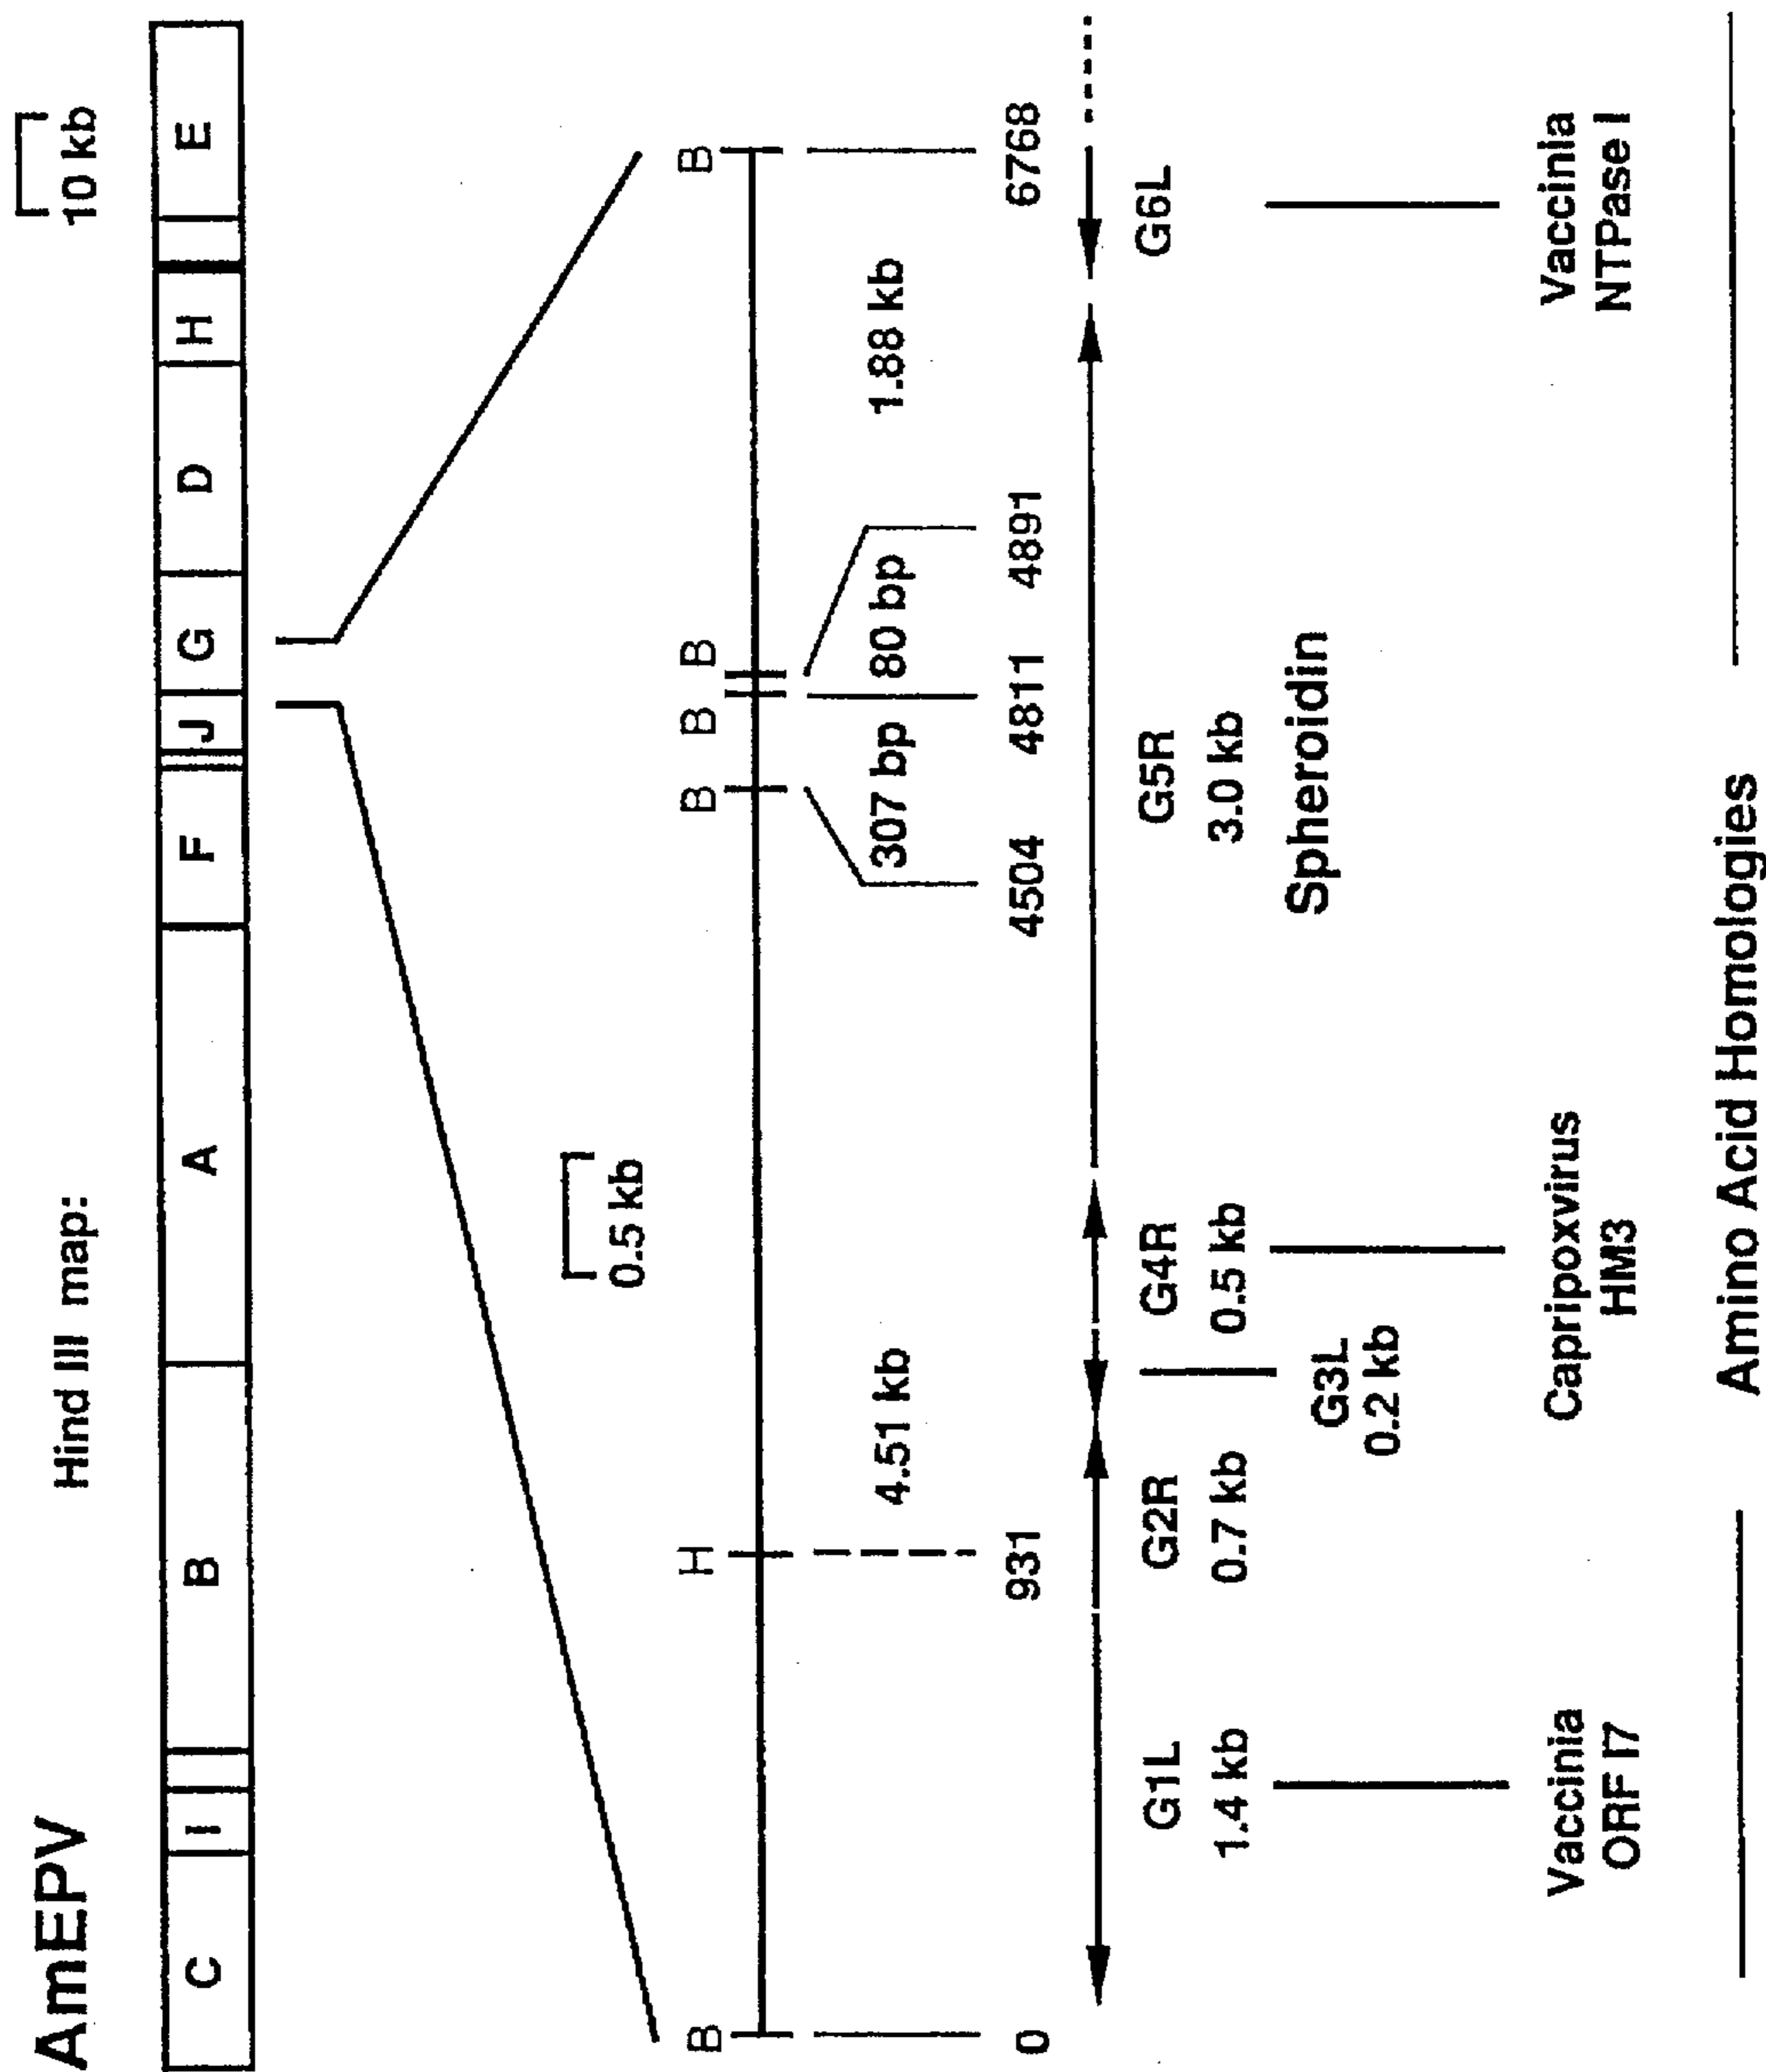 AmEPV
Hind III map:
10 kb
C I B A F J G D H E
0.5 kb
B H B B B B
4.51 kb 307 bp 80 bp 1.88 kb
0 931 4504 4811 4891 6768
G1L G2R G4R G5R G6L
1.4 kb 0.7 kb 0.5 kb 3.0 kb
G3L
0.2 kb
Spheroidin
Vaccinia
ORF I7
Capripoxvirus
HM3
Vaccinia
NTPase I
Amino Acid Homologies